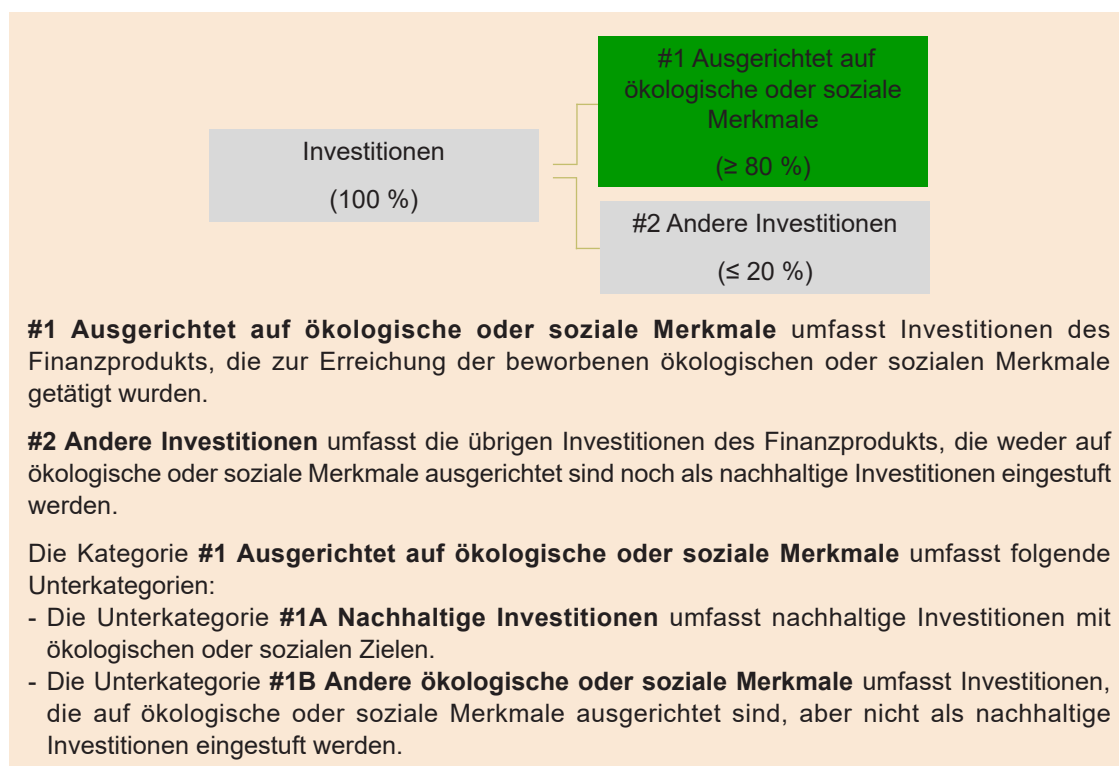 #1 Ausgerichtet auf
ökologische oder soziale
Merkmale
(≥ 80 %)
Investitionen
(100 %)
#2 Andere Investitionen
(≤ 20 %)
#1 Ausgerichtet auf ökologische oder soziale Merkmale umfasst Investitionen des
Finanzprodukts, die zur Erreichung der beworbenen ökologischen oder sozialen Merkmale
getätigt wurden.
#2 Andere Investitionen umfasst die übrigen Investitionen des Finanzprodukts, die weder auf
ökologische oder soziale Merkmale ausgerichtet sind noch als nachhaltige Investitionen eingestuft
werden.
Die Kategorie #1 Ausgerichtet auf ökologische oder soziale Merkmale umfasst folgende
Unterkategorien:
- Die Unterkategorie #1A Nachhaltige Investitionen umfasst nachhaltige Investitionen mit
ökologischen oder sozialen Zielen.
- Die Unterkategorie #1B Andere ökologische oder soziale Merkmale umfasst Investitionen,
die auf ökologische oder soziale Merkmale ausgerichtet sind, aber nicht als nachhaltige
Investitionen eingestuft werden.